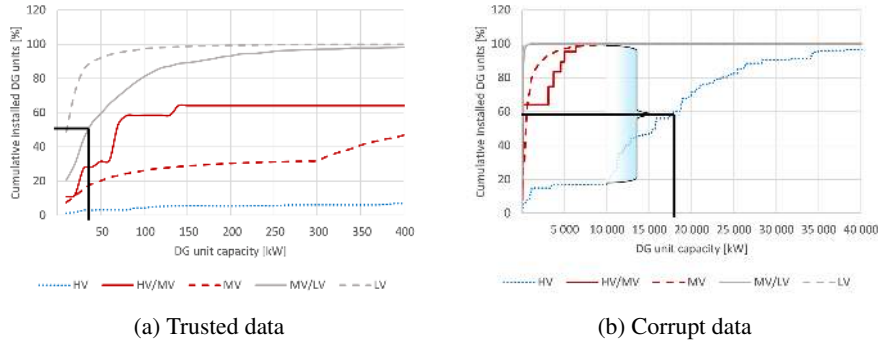 Cumulative Installed DG units [%]
120
100
80
60
40
20
0
50 100 150 200 250 300 350 400
DG unit capacity [kW]
HV HV/MV MV MV/LV LV
(a) Trusted data
Cumulative Installed DG units [%]
120
100
80
60
40
20
0
5 000 10 000 15 000 20 000 25 000 30 000 35 000 40 000
DG unit capacity [kW]
HV HV/MV MV MV/LV LV
(b) Corrupt data